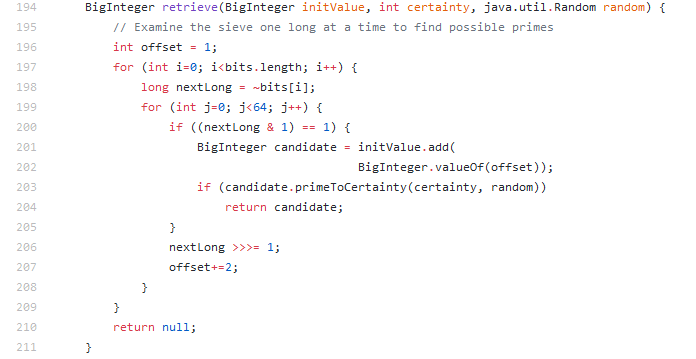 194 BigInteger retrieve(BigInteger initValue, int certainty, java.util.Random random) {
195 // Examine the sieve one long at a time to find possible primes
196 int offset = 1;
197 for (int i=0; i<bits.length; i++) {
198 long nextLong = ~bits[i];
199 for (int j=0; j<64; j++) {
200 if ((nextLong & 1) == 1) {
201 BigInteger candidate = initValue.add(
202 BigInteger.valueOf(offset));
203 if (candidate.primeToCertainty(certainty, random))
204 return candidate;
205 }
206 nextLong >>>= 1;
207 offset+=2;
208 }
209 }
210 return null;
211 }